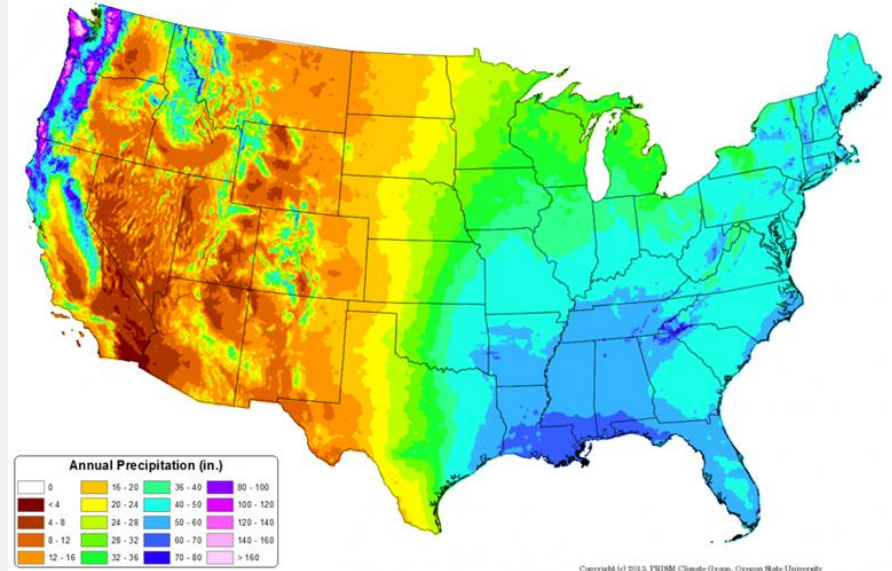 Annual Precipitation (in.)
0 16 - 20 36 - 40 80 - 100
< 4 20 - 24 40 - 50 100 - 120
4 - 8 24 - 28 50 - 60 120 - 140
8 - 12 28 - 32 60 - 70 140 - 160
12 - 16 32 - 36 70 - 80 > 160
Copyright (c) 2013, PRISM Climate Group, Oregon State University